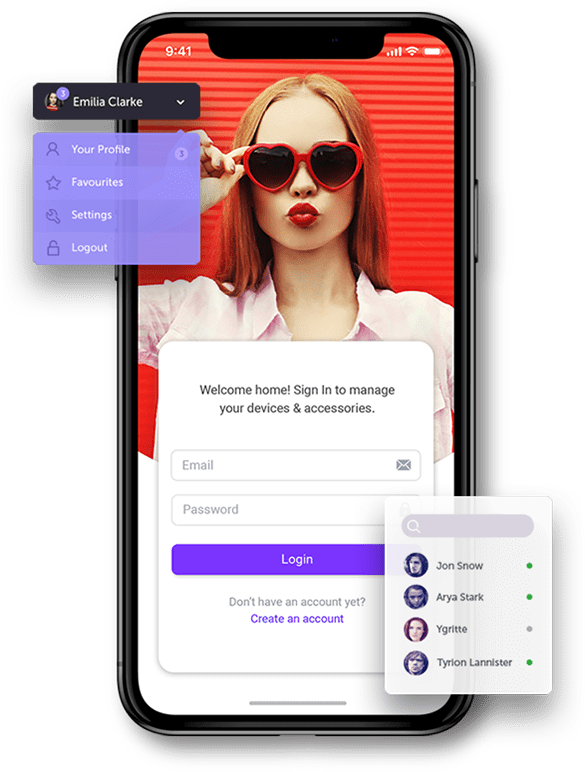 9:41
3
Emilia Clarke
Your Profile
3
Favourites
Settings
Logout
Welcome home! Sign In to manage
your devices & accessories.
Email
Password
Login
Don't have an account yet?
Create an account
Jon Snow
Arya Stark
Ygritte
Tyrion Lannister